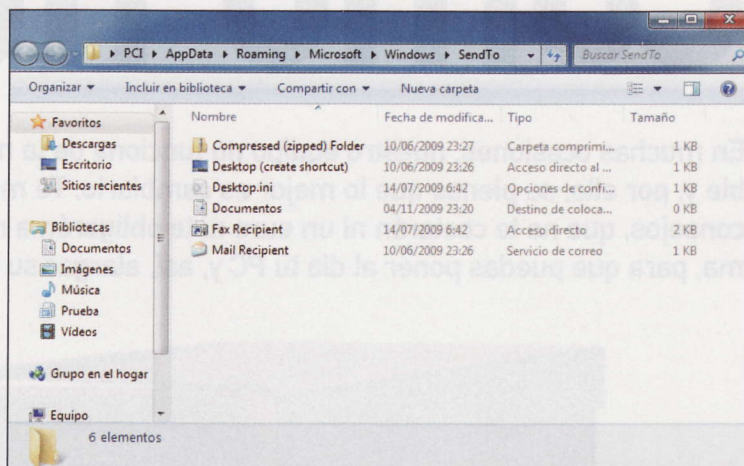 PCI ▸ AppData ▸ Roaming ▸ Microsoft ▸ Windows ▸ SendTo
Buscar SendTo
Organizar Incluir en biblioteca Compartir con Nueva carpeta
Favoritos
Descargas
Escritorio
Sitios recientes
Bibliotecas
Documentos
Imágenes
Música
Prueba
Vídeos
Grupo en el hogar
Equipo
Nombre Fecha de modifica... Tipo Tamaño
Compressed (zipped) Folder 10/06/2009 23:27 Carpeta comprimi... 1 KB
Desktop (create shortcut) 10/06/2009 23:26 Acceso directo al ... 1 KB
Desktop.ini 14/07/2009 6:42 Opciones de confi... 1 KB
Documentos 04/11/2009 23:20 Destino de coloca... 0 KB
Fax Recipient 14/07/2009 6:42 Acceso directo 2 KB
Mail Recipient 10/06/2009 23:26 Servicio de correo 1 KB
6 elementos